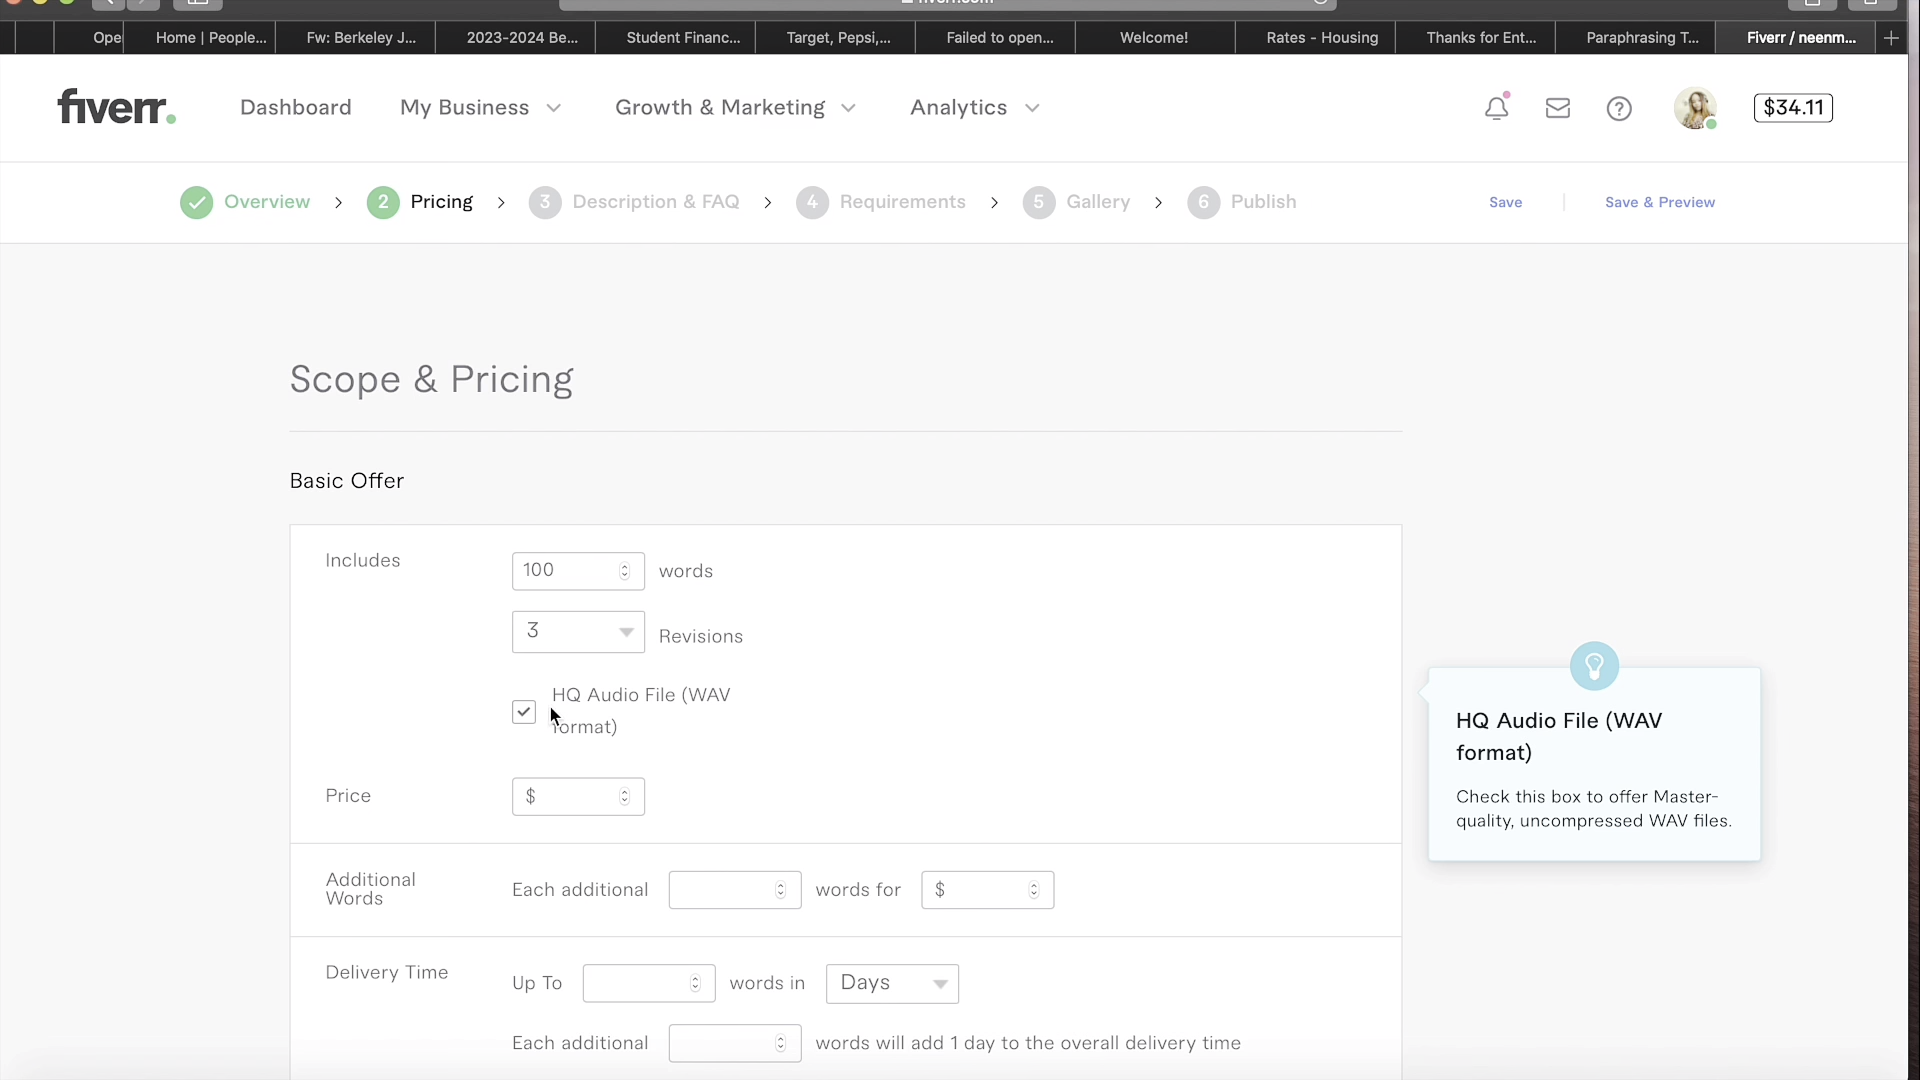 Ope
Home | People...
Fw: Berkeley J...
2023-2024 Be...
Student Financ...
Target, Pepsi,...
Failed to open...
Welcome!
Rates - Housing
Thanks for Ent...
Paraphrasing T...
Fiverr / neenm...
fiverr.
Dashboard
My Business
Growth & Marketing
Analytics
$34.11
Overview
2 Pricing
3 Description & FAQ
4 Requirements
5 Gallery
6 Publish
Save
Save & Preview
Scope & Pricing
Basic Offer
Includes
100 words
3 Revisions
HQ Audio File (WAV
format)
Price
$
HQ Audio File (WAV
format)
Check this box to offer Master-
quality, uncompressed WAV files.
Additional
Words
Each additional words for $
Delivery Time
Up To words in Days
Each additional words will add 1 day to the overall delivery time